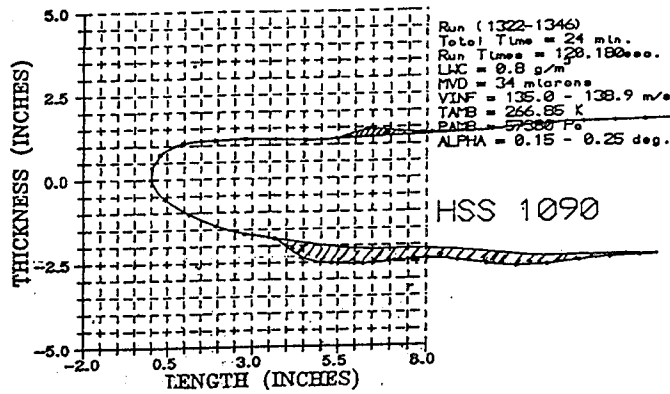 Run (1322-1346)
Total Time = 24 min.
Run Times = 120.180sec.
LWC = 0.8 g/m³
MVD = 34 microns
VINF = 135.0 - 138.9 m/s
TAMB = 266.85 K
PAMB = 57380 Pa
ALPHA = 0.15 - 0.25 deg.
HSS 1090
THICKNESS (INCHES)
5.0
2.5
0.0
-2.5
-5.0
-2.0 0.5 3.0 5.5 8.0
LENGTH (INCHES)